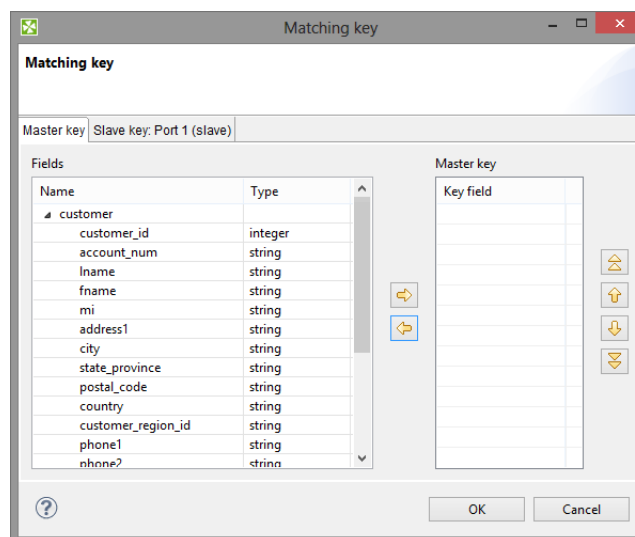 Matching key
Matching key
Master key Slave key: Port 1 (slave)
Fields Master key
Name Type Key field
customer
customer_id integer
account_num string
lname string
fname string
mi string
address1 string
city string
state_province string
postal_code string
country string
customer_region_id string
phone1 string
phone2 string
OK Cancel